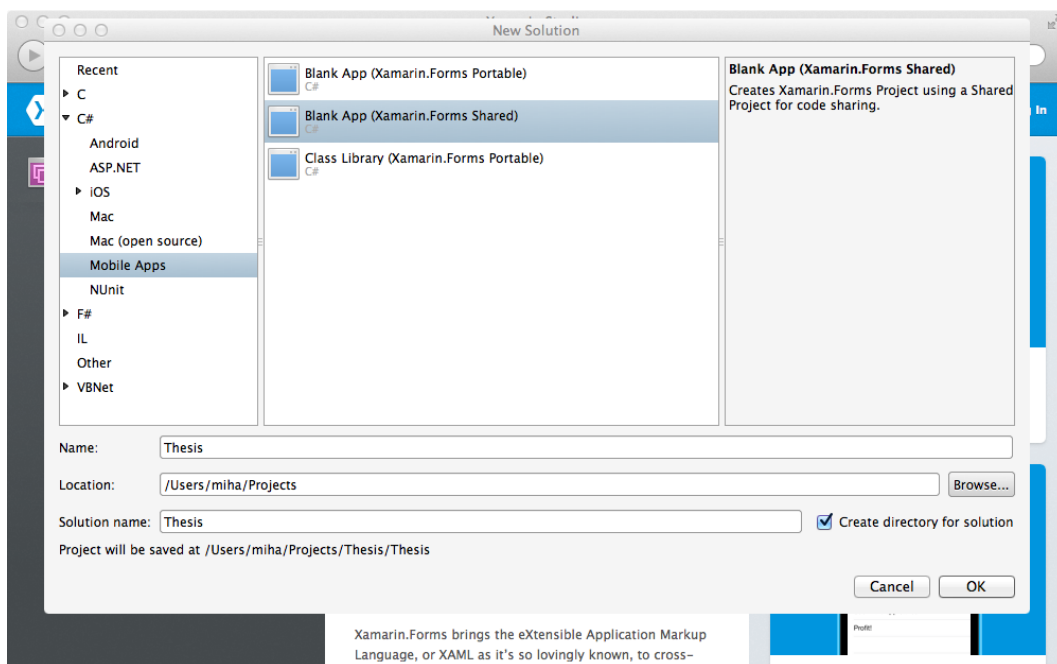 New Solution
Recent
C
C#
Android
ASP.NET
iOS
Mac
Mac (open source)
Mobile Apps
NUnit
F#
IL
Other
VBNet
Blank App (Xamarin.Forms Portable)
C#
Blank App (Xamarin.Forms Shared)
C#
Class Library (Xamarin.Forms Portable)
C#
Blank App (Xamarin.Forms Shared)
Creates Xamarin.Forms Project using a Shared
Project for code sharing.
In
Name:
Thesis
Location:
/Users/miha/Projects
Browse...
Solution name:
Thesis
Create directory for solution
Project will be saved at /Users/miha/Projects/Thesis/Thesis
Cancel
OK
Profit!
Xamarin.Forms brings the eXtensible Application Markup
Language, or XAML as it's so lovingly known, to cross-